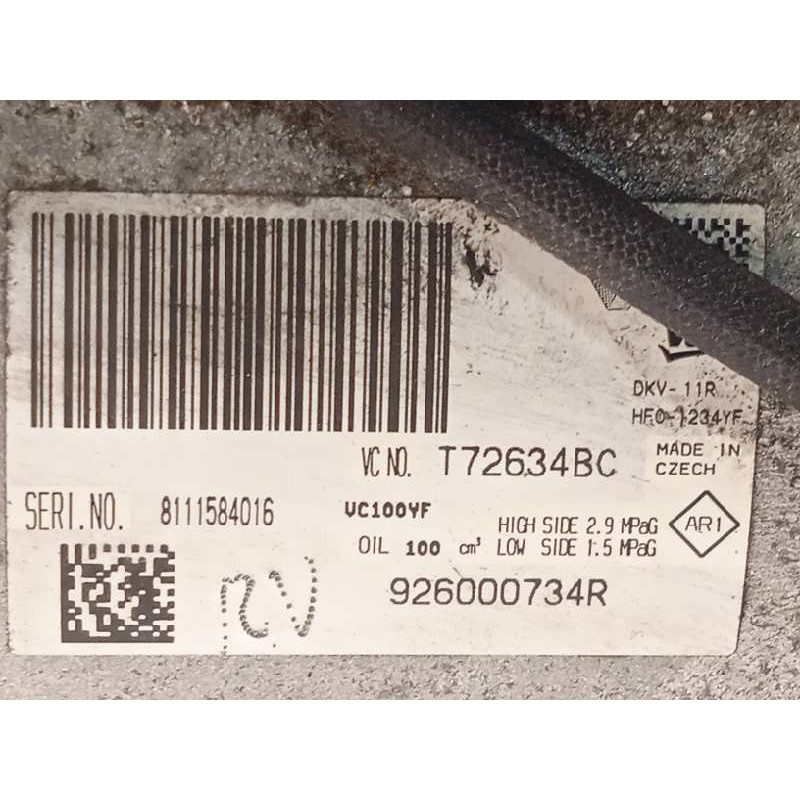 DKV-11R
HFO-1234YF
VC NO. T72634BC
MADE IN
CZECH
SERI.NO. 8111584016
VC100YF
OIL 100 cm³
HIGH SIDE 2.9 MPaG
LOW SIDE 1.5 MPaG
AR1
926000734R